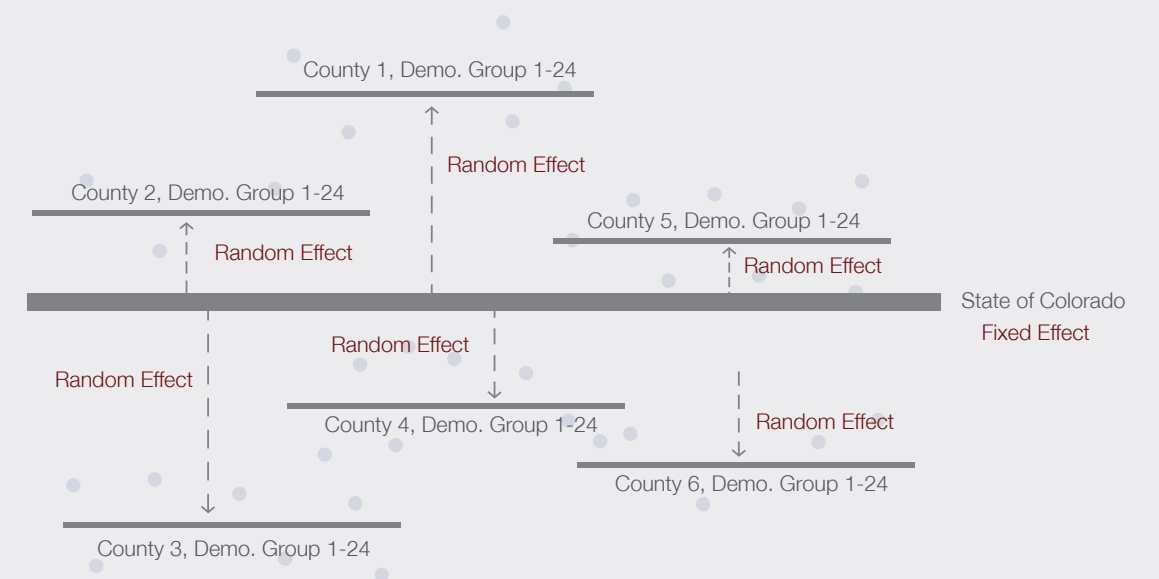 County 1, Demo. Group 1-24
Random Effect
County 2, Demo. Group 1-24
Random Effect
County 5, Demo. Group 1-24
Random Effect
State of Colorado
Fixed Effect
Random Effect
Random Effect
County 4, Demo. Group 1-24
Random Effect
County 6, Demo. Group 1-24
County 3, Demo. Group 1-24